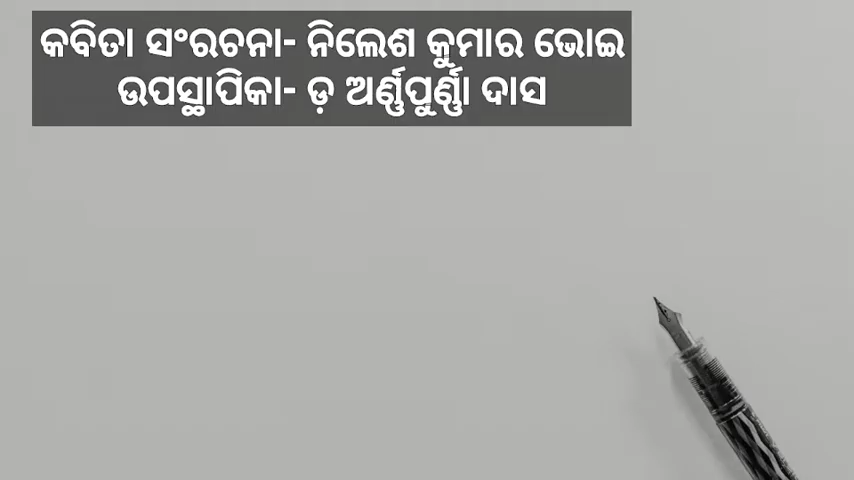 କବିତା ସଂରଚନା- ନିଲେଶ କୁମାର ଭୋଇ
ଉପସ୍ଥାପିକା- ଡ଼ ଅର୍ଣ୍ଣପୁର୍ଣ୍ଣା ଦାସ